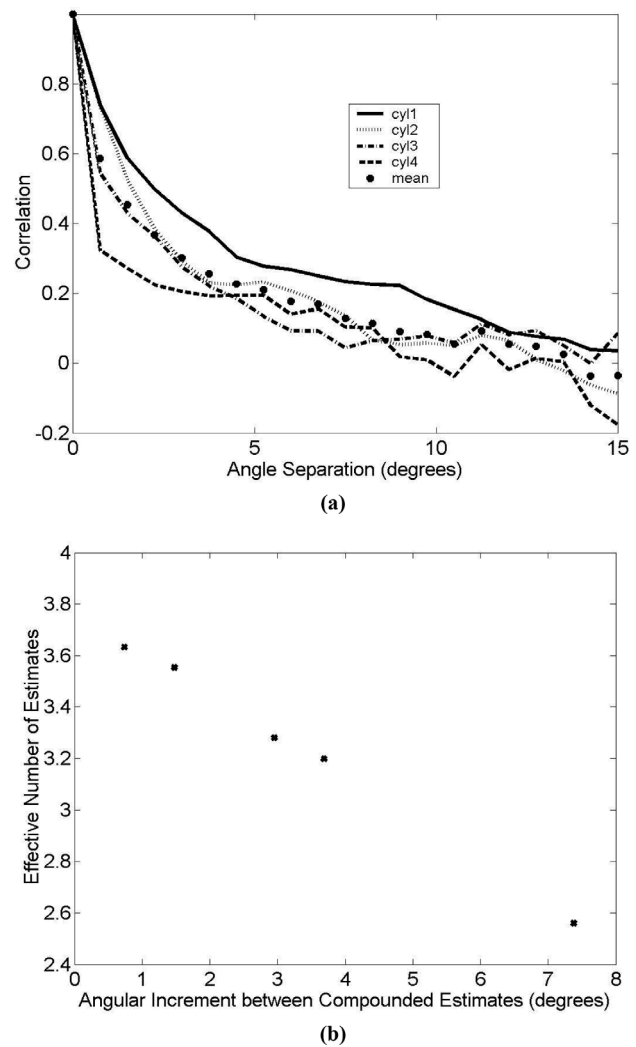 0.8
0.6
0.4
0.2
0
-0.2
Correlation
cyl1
cyl2
cyl3
cyl4
mean
0 5 10 15
Angle Separation (degrees)
(a)
4
3.8
3.6
3.4
3.2
3
2.8
2.6
2.4
Effective Number of Estimates
0 1 2 3 4 5 6 7 8
Angular Increment between Compounded Estimates (degrees)
(b)